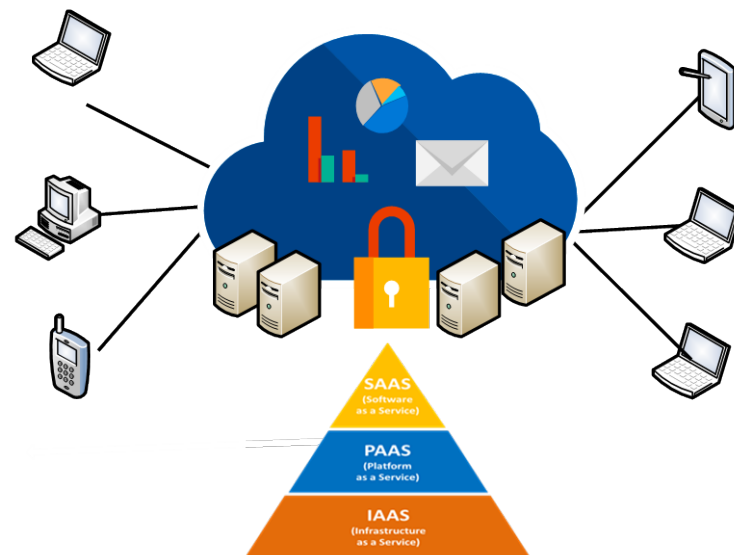 SAAS
(Software
as a Service)
PAAS
(Platform
as a Service)
IAAS
(Infrastructure
as a Service)